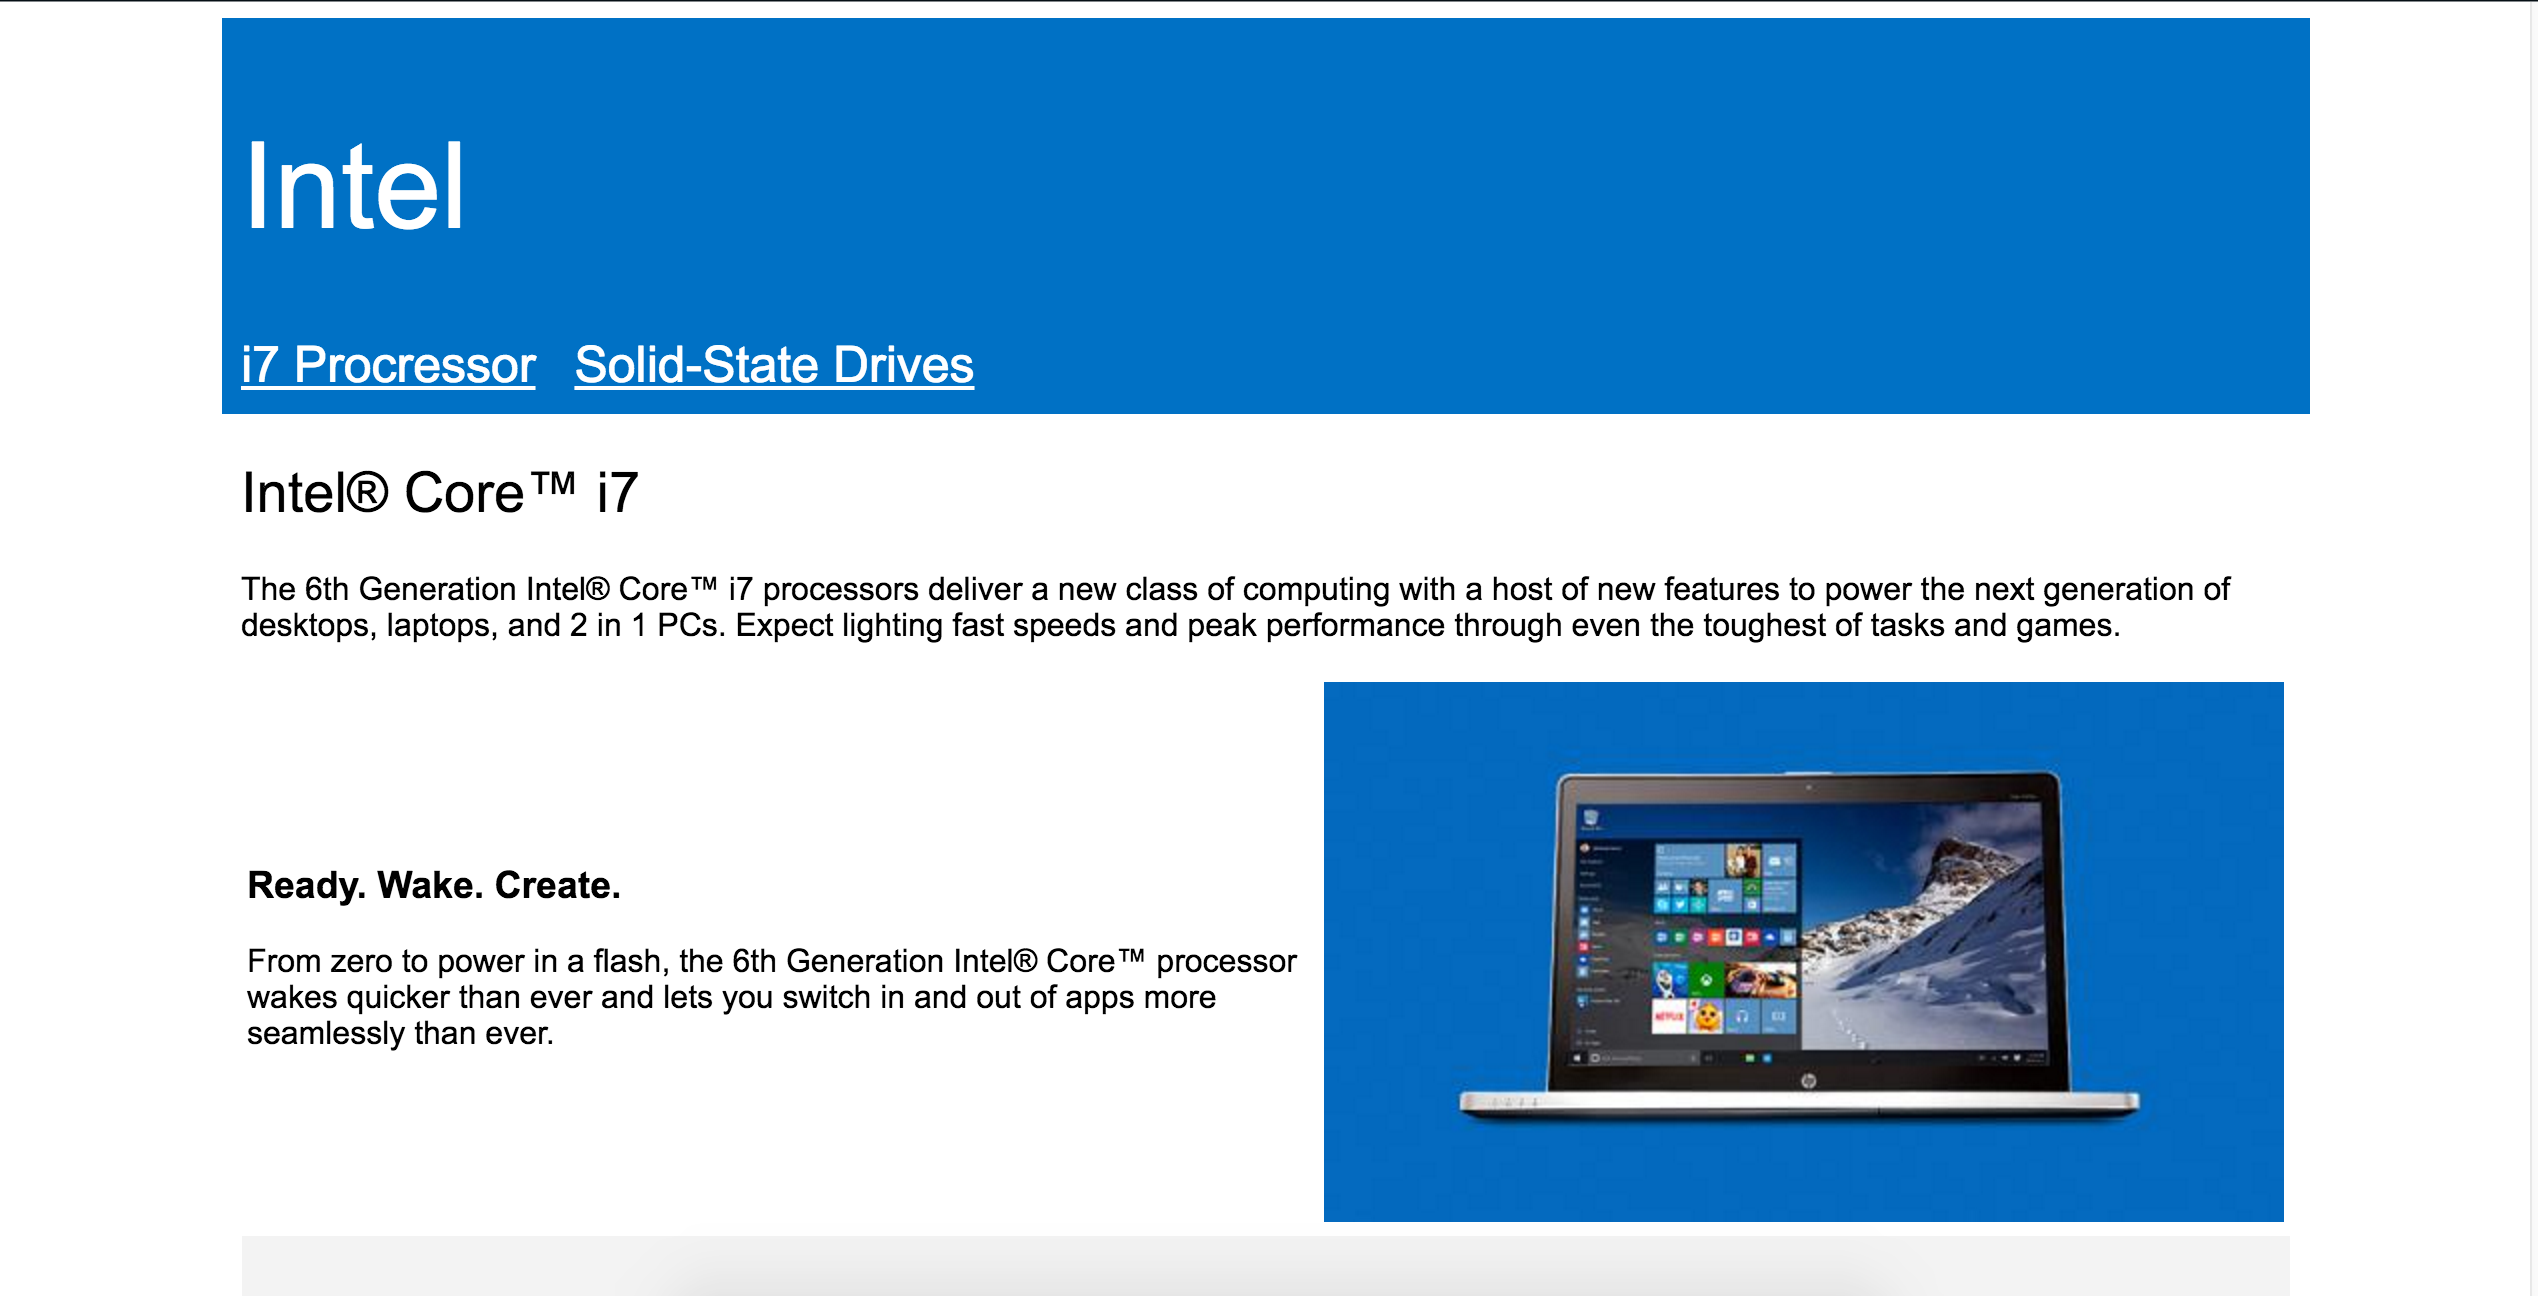 Intel
i7 Procressor Solid-State Drives
Intel® Core™ i7
The 6th Generation Intel® Core™ i7 processors deliver a new class of computing with a host of new features to power the next generation of
desktops, laptops, and 2 in 1 PCs. Expect lighting fast speeds and peak performance through even the toughest of tasks and games.
Ready. Wake. Create.
From zero to power in a flash, the 6th Generation Intel® Core™ processor
wakes quicker than ever and lets you switch in and out of apps more
seamlessly than ever.
NETFLIX
hp